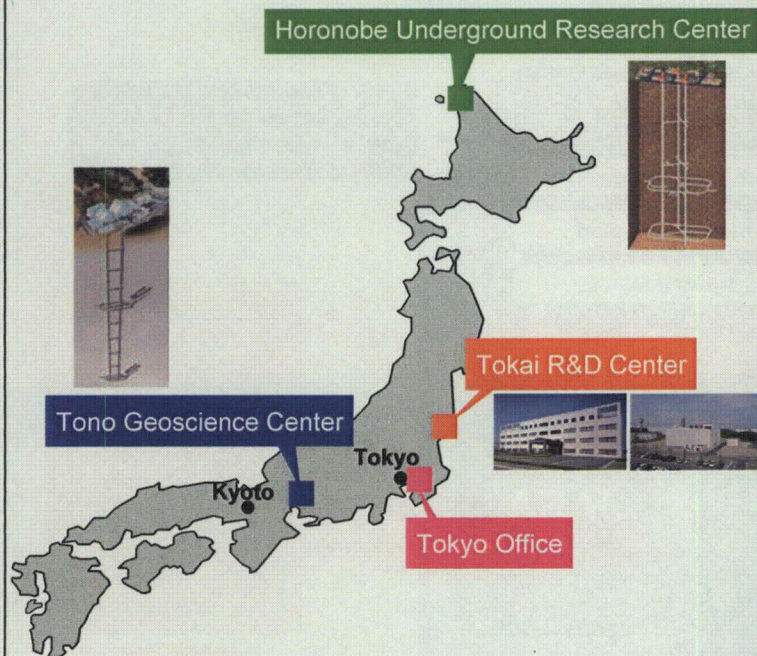 Horonobe Underground Research Center
Tokai R&D Center
Tono Geoscience Center
Tokyo
Kyoto
Tokyo Office